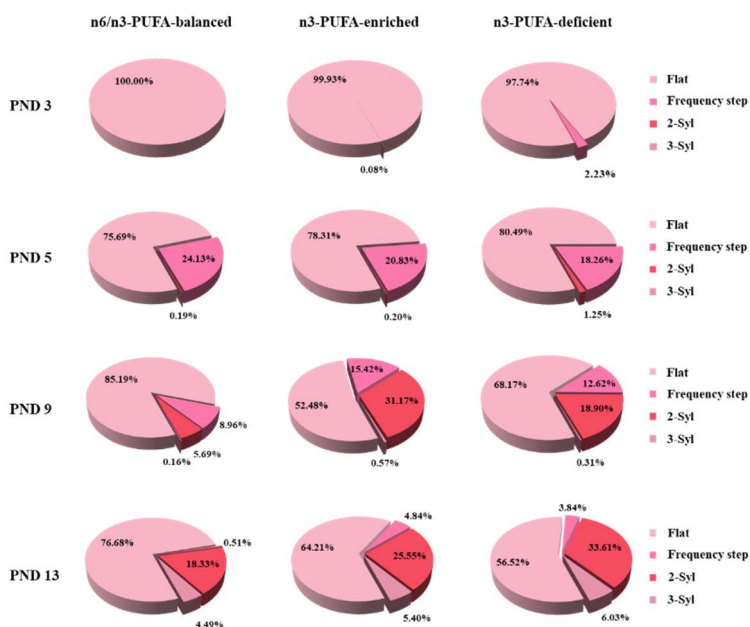 n6/n3-PUFA-balanced n3-PUFA-enriched n3-PUFA-deficient
PND 3
100.00%
99.93%
0.08%
97.74%
2.23%
Flat
Frequency step
2-Syl
3-Syl
PND 5
75.69%
24.13%
0.19%
78.31%
20.83%
0.20%
80.49%
18.26%
1.25%
Flat
Frequency step
2-Syl
3-Syl
PND 9
85.19%
8.96%
5.69%
0.16%
52.48%
15.42%
31.17%
0.57%
68.17%
12.62%
18.90%
0.31%
Flat
Frequency step
2-Syl
3-Syl
PND 13
76.68%
0.51%
18.33%
4.49%
64.21%
4.84%
25.55%
5.40%
56.52%
3.84%
33.61%
6.03%
Flat
Frequency step
2-Syl
3-Syl